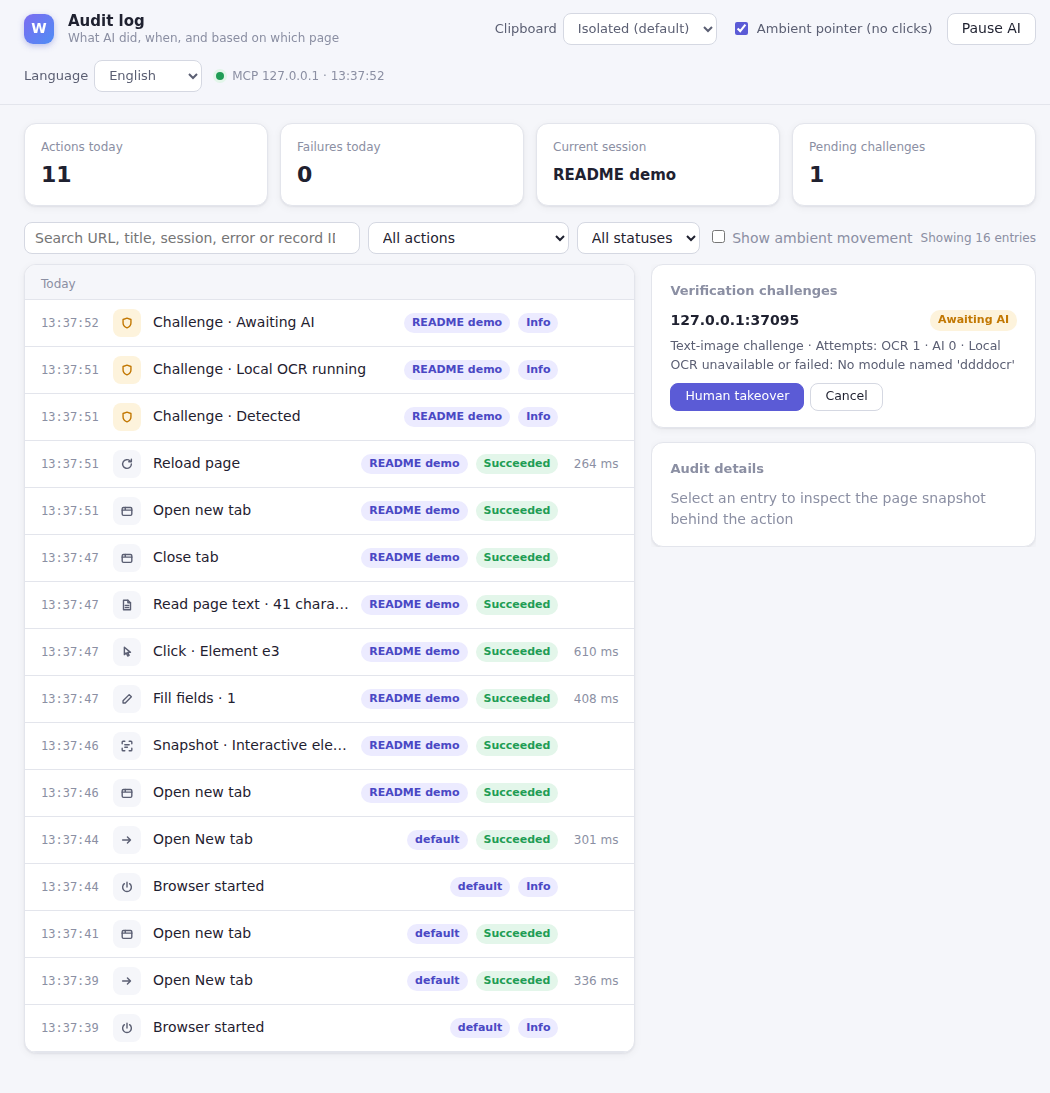 W
Audit log
What AI did, when, and based on which page
Clipboard
Isolated (default)
Ambient pointer (no clicks)
Pause AI
Language
English
MCP 127.0.0.1 · 13:37:52
Actions today
11
Failures today
0
Current session
README demo
Pending challenges
1
Search URL, title, session, error or record II
All actions
All statuses
Show ambient movement
Showing 16 entries
Today
13:37:52 Challenge · Awaiting AI README demo Info
13:37:51 Challenge · Local OCR running README demo Info
13:37:51 Challenge · Detected README demo Info
13:37:51 Reload page README demo Succeeded 264 ms
13:37:51 Open new tab README demo Succeeded
13:37:47 Close tab README demo Succeeded
13:37:47 Read page text · 41 chara... README demo Succeeded
13:37:47 Click · Element e3 README demo Succeeded 610 ms
13:37:47 Fill fields · 1 README demo Succeeded 408 ms
13:37:46 Snapshot · Interactive ele... README demo Succeeded
13:37:46 Open new tab README demo Succeeded
13:37:44 Open New tab default Succeeded 301 ms
13:37:44 Browser started default Info
13:37:41 Open new tab default Succeeded
13:37:39 Open New tab default Succeeded 336 ms
13:37:39 Browser started default Info
Verification challenges
127.0.0.1:37095
Awaiting AI
Text-image challenge · Attempts: OCR 1 · AI 0 · Local
OCR unavailable or failed: No module named 'ddddocr'
Human takeover
Cancel
Audit details
Select an entry to inspect the page snapshot
behind the action